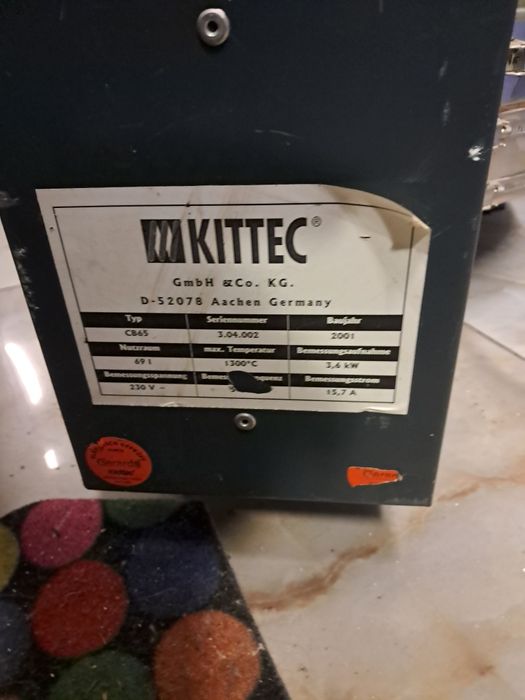 KITTEC®
GmbH &Co. KG.
D-52078 Aachen Germany
Typ Seriennummer Baujahr
CB65 3.04.002 2001
Nutzraum max. Temperatur Bemessungsaufnahme
69 l 1300°C 3,6 kW
Bemessungsspannung Bemessungsstrom
230 V ~ 15,7 A
Gerards